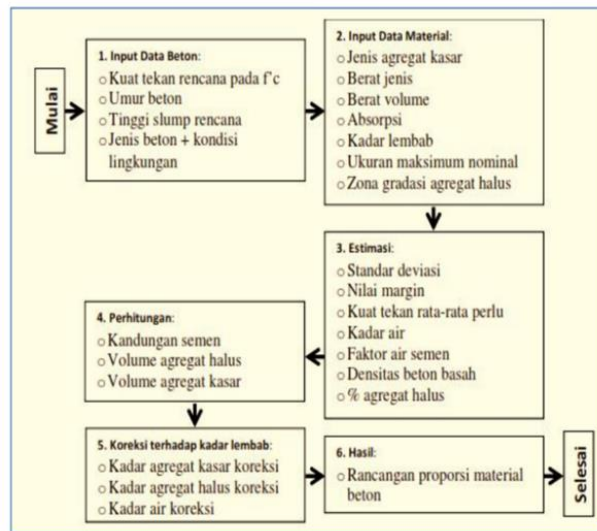 Mulai
1. Input Data Beton:
○ Kuat tekan rencana pada f'c
○ Umur beton
○ Tinggi slump rencana
○ Jenis beton + kondisi
lingkungan
2. Input Data Material:
○ Jenis agregat kasar
○ Berat jenis
○ Berat volume
○ Absorpsi
○ Kadar lembab
○ Ukuran maksimum nominal
○ Zona gradasi agregat halus
3. Estimasi:
○ Standar deviasi
○ Nilai margin
○ Kuat tekan rata-rata perlu
○ Kadar air
○ Faktor air semen
○ Densitas beton basah
○ % agregat halus
4. Perhitungan:
○ Kandungan semen
○ Volume agregat halus
○ Volume agregat kasar
5. Koreksi terhadap kadar lembab:
○ Kadar agregat kasar koreksi
○ Kadar agregat halus koreksi
○ Kadar air koreksi
6. Hasil:
○ Rancangan proporsi material
beton
Selesai